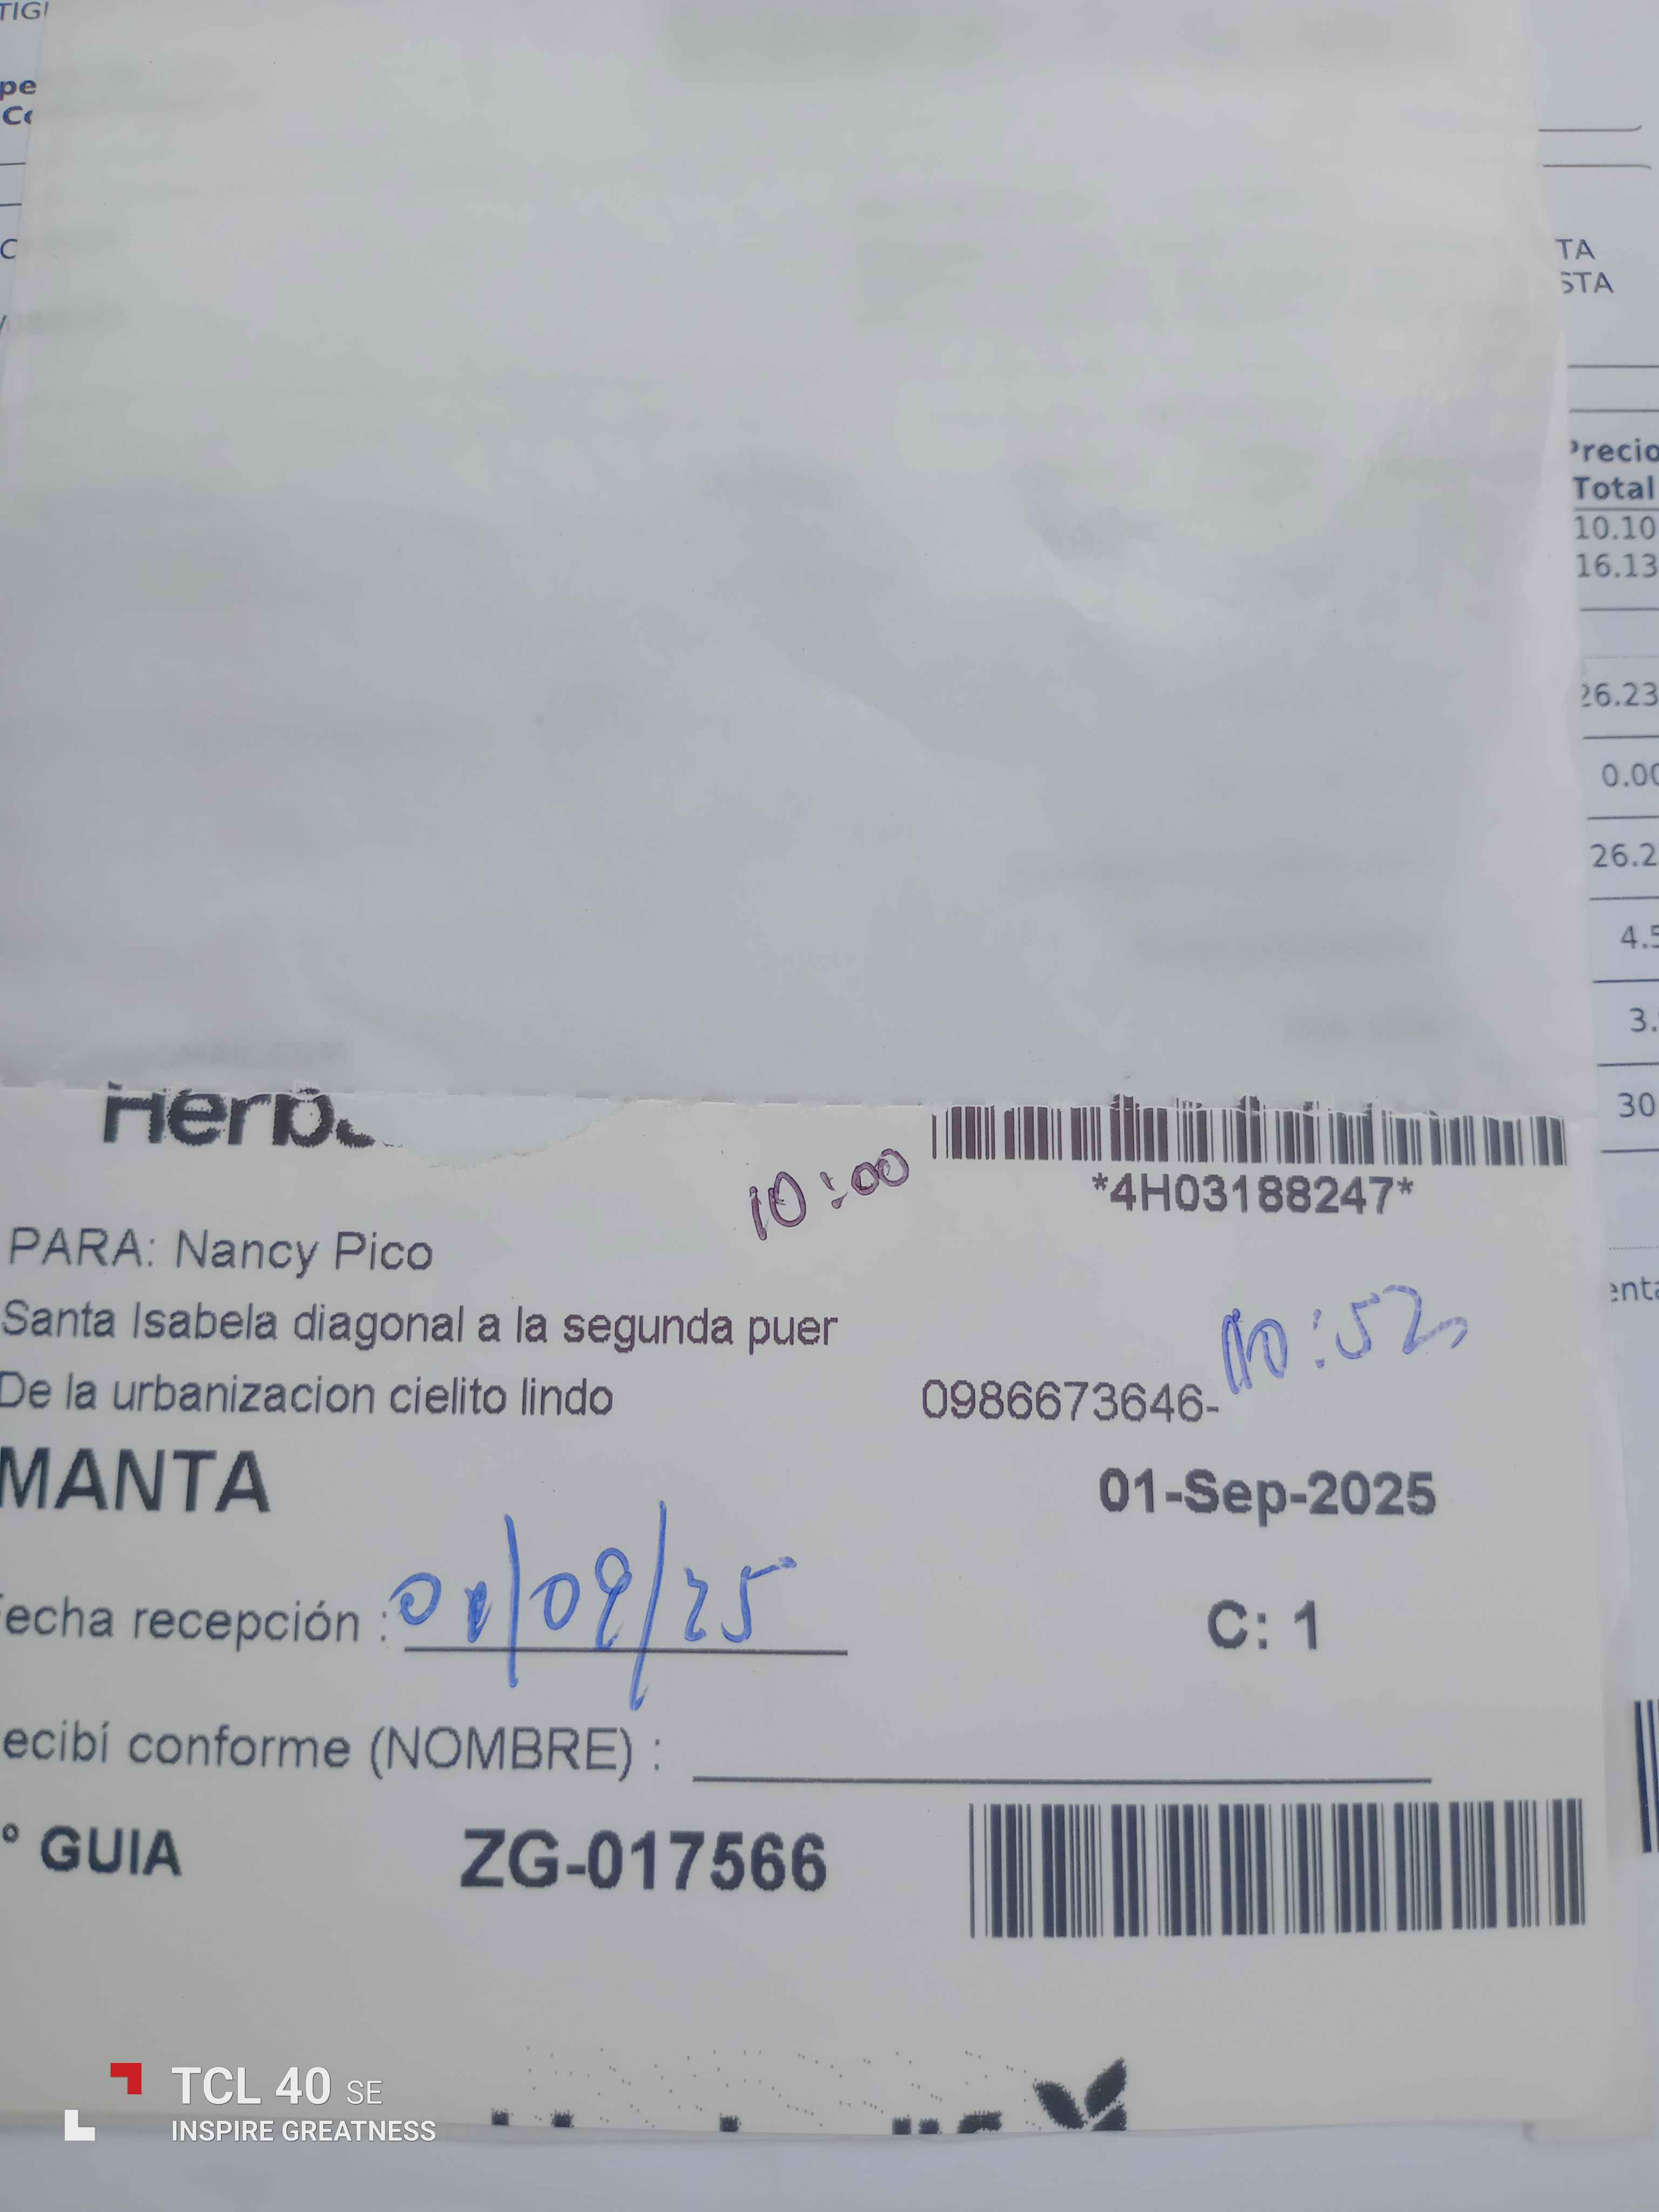 TIG
pe
Co
C
TA
STA
Precio
Total
10.10
16.13
26.23
0.00
26.2
4.5
3.
30
Herba
10:00
*4H03188247*
PARA: Nancy Pico
Santa Isabela diagonal a la segunda puer
10:52
De la urbanizacion cielito lindo 0986673646-
MANTA 01-Sep-2025
fecha recepción : 01/09/25 C: 1
ecibí conforme (NOMBRE) :
° GUIA ZG-017566
enta
TCL 40 SE
INSPIRE GREATNESS